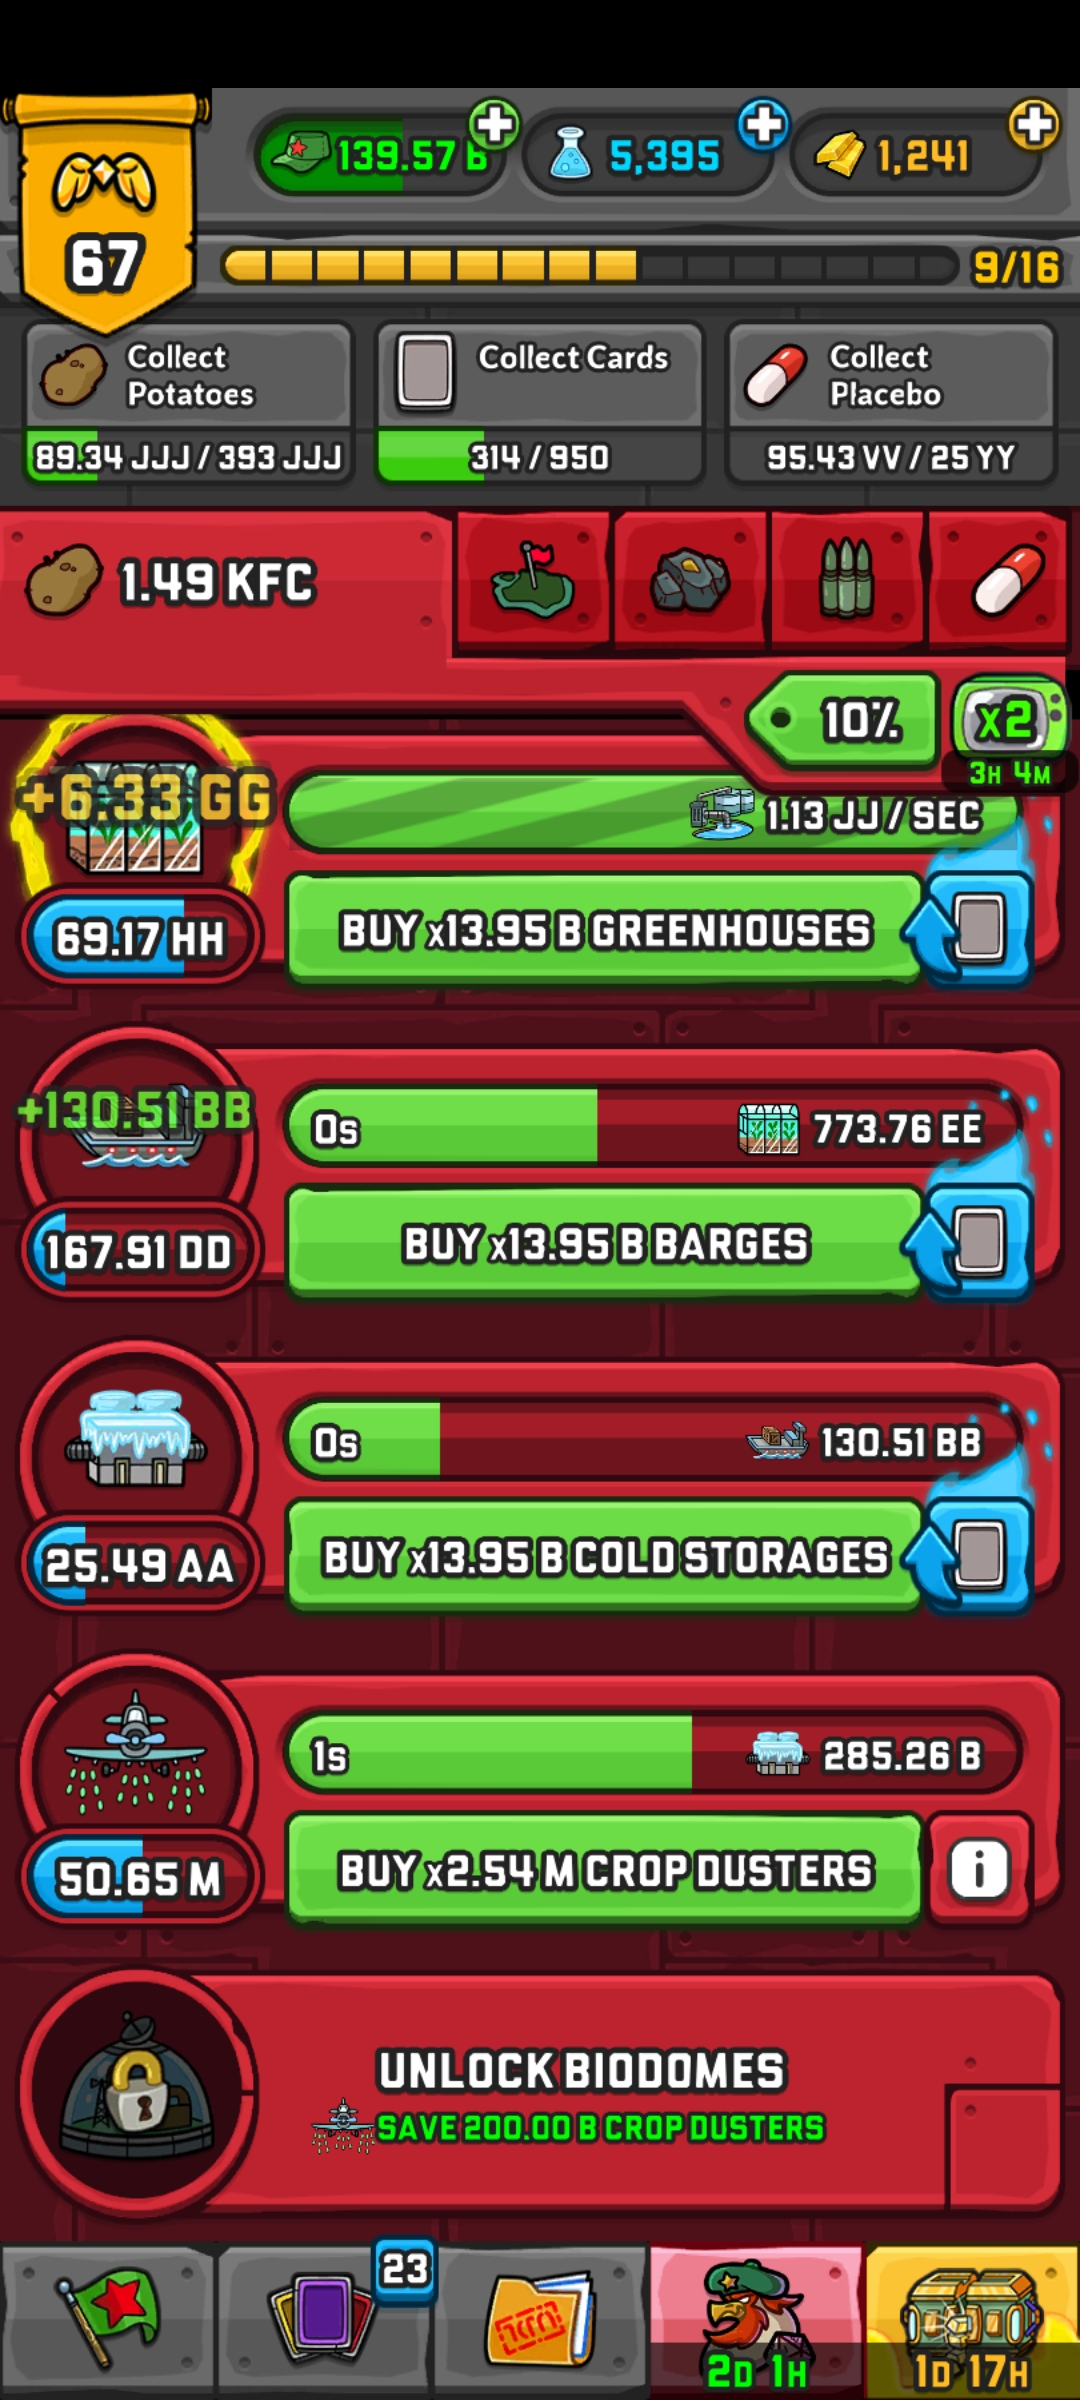 139.57 B
5,395
1,241
67
9/16
Collect Potatoes
89.34 JJJ / 393 JJJ
Collect Cards
314 / 950
Collect Placebo
95.43 VV / 25 YY
1.49 KFC
10%
x2
3H 4M
+6.33 GG
1.13 JJ / SEC
69.17 HH
BUY x13.95 B GREENHOUSES
+130.51 BB
0s
773.76 EE
167.91 DD
BUY x13.95 B BARGES
0s
130.51 BB
25.49 AA
BUY x13.95 B COLD STORAGES
1s
285.26 B
50.65 M
BUY x2.54 M CROP DUSTERS
i
UNLOCK BIODOMES
SAVE 200.00 B CROP DUSTERS
23
2D 1H
1D 17H